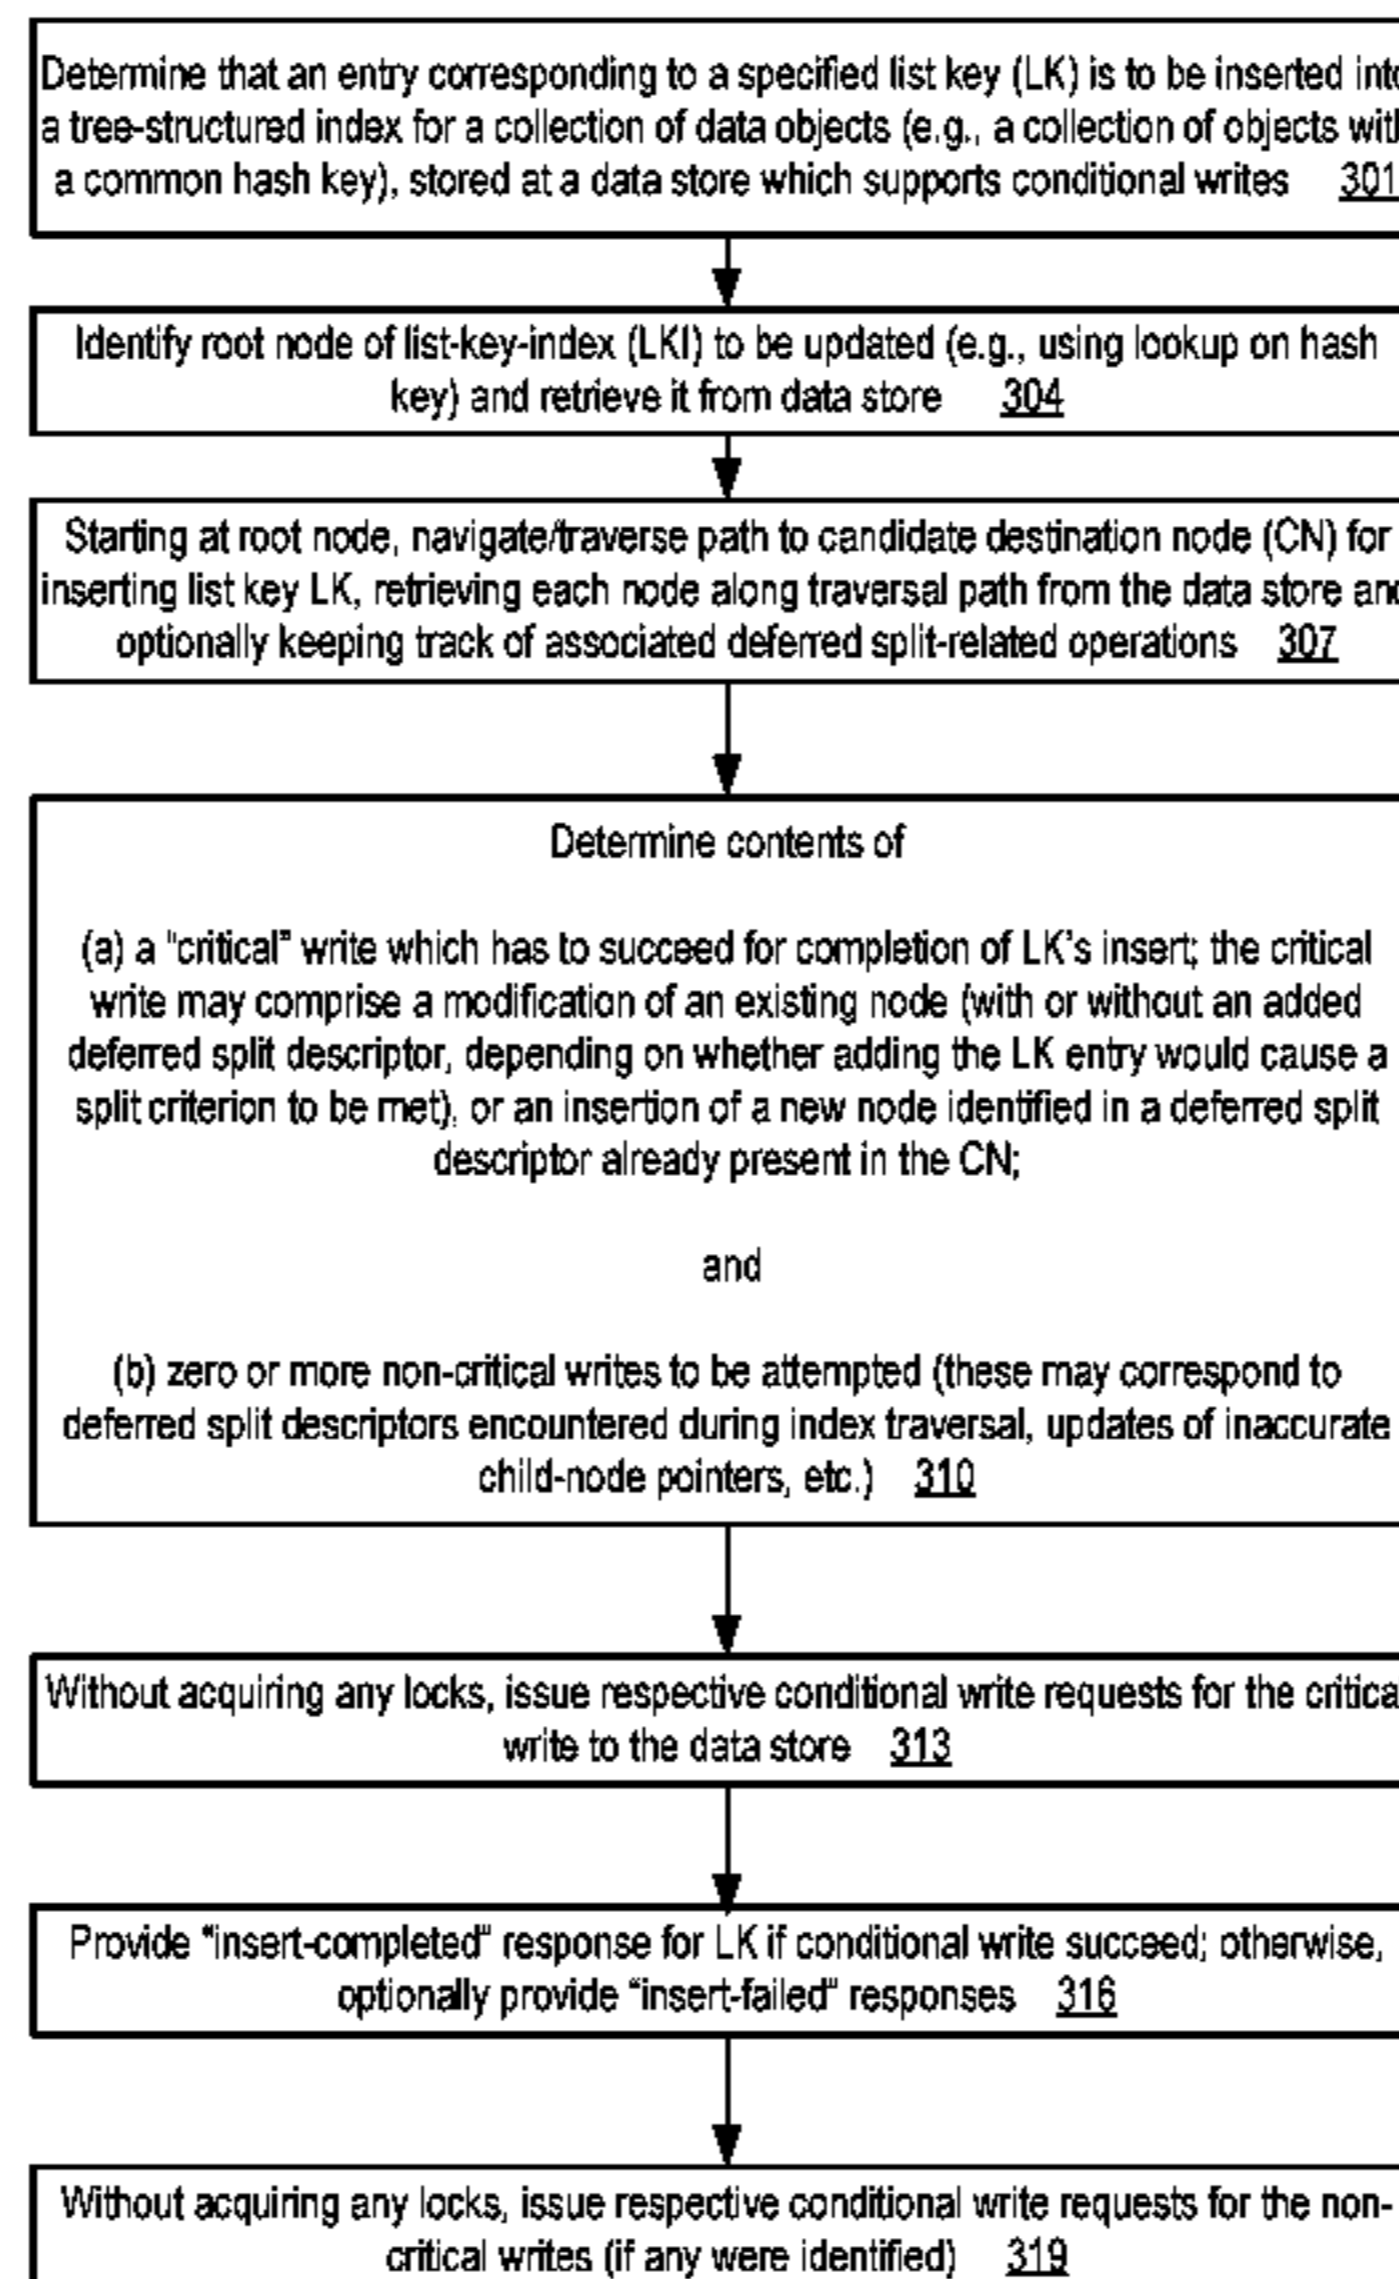 Determine that an entry corresponding to a specified list key (LK) is to be inserted into
a tree-structured index for a collection of data objects (e.g., a collection of objects with
a common hash key), stored at a data store which supports conditional writes 301
Identify root node of list-key-index (LKI) to be updated (e.g., using lookup on hash
key) and retrieve it from data store 304
Starting at root node, navigate/traverse path to candidate destination node (CN) for
inserting list key LK, retrieving each node along traversal path from the data store and
optionally keeping track of associated deferred split-related operations 307
Determine contents of
(a) a "critical" write which has to succeed for completion of LK's insert; the critical
write may comprise a modification of an existing node (with or without an added
deferred split descriptor, depending on whether adding the LK entry would cause a
split criterion to be met), or an insertion of a new node identified in a deferred split
descriptor already present in the CN;
and
(b) zero or more non-critical writes to be attempted (these may correspond to
deferred split descriptors encountered during index traversal, updates of inaccurate
child-node pointers, etc.) 310
Without acquiring any locks, issue respective conditional write requests for the critical
write to the data store 313
Provide "insert-completed" response for LK if conditional write succeed; otherwise,
optionally provide "insert-failed" responses 316
Without acquiring any locks, issue respective conditional write requests for the non-
critical writes (if any were identified) 319